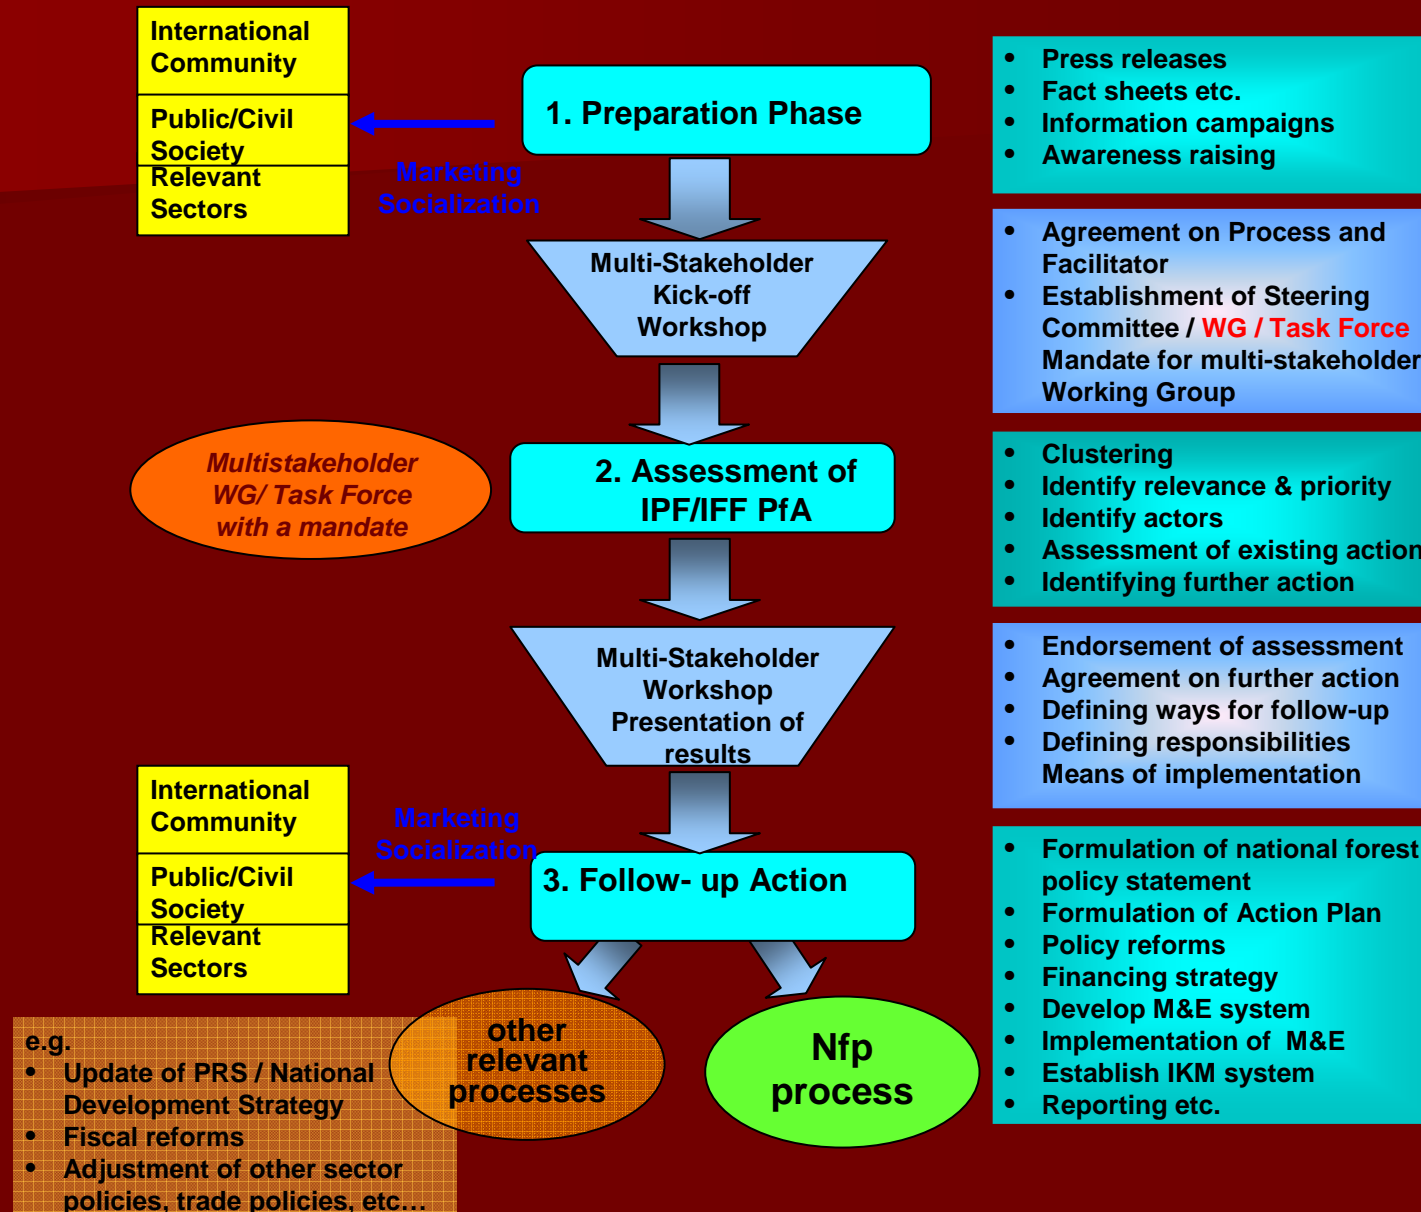 International
Community
Public/Civil
Society
Relevant
Sectors
Marketing
Socialization
1. Preparation Phase
• Press releases
• Fact sheets etc.
• Information campaigns
• Awareness raising
Multi-Stakeholder
Kick-off
Workshop
• Agreement on Process and
Facilitator
• Establishment of Steering
Committee / WG / Task Force
Mandate for multi-stakeholder
Working Group
Multistakeholder
WG/ Task Force
with a mandate
2. Assessment of
IPF/IFF PfA
• Clustering
• Identify relevance & priority
• Identify actors
• Assessment of existing action
• Identifying further action
Multi-Stakeholder
Workshop
Presentation of
results
• Endorsement of assessment
• Agreement on further action
• Defining ways for follow-up
• Defining responsibilities
Means of implementation
International
Community
Public/Civil
Society
Relevant
Sectors
Marketing
Socialization
3. Follow- up Action
• Formulation of national forest
policy statement
• Formulation of Action Plan
• Policy reforms
• Financing strategy
• Develop M&E system
• Implementation of M&E
• Establish IKM system
• Reporting etc.
other
relevant
processes
Nfp
process
e.g.
• Update of PRS / National
Development Strategy
• Fiscal reforms
• Adjustment of other sector
policies, trade policies, etc…